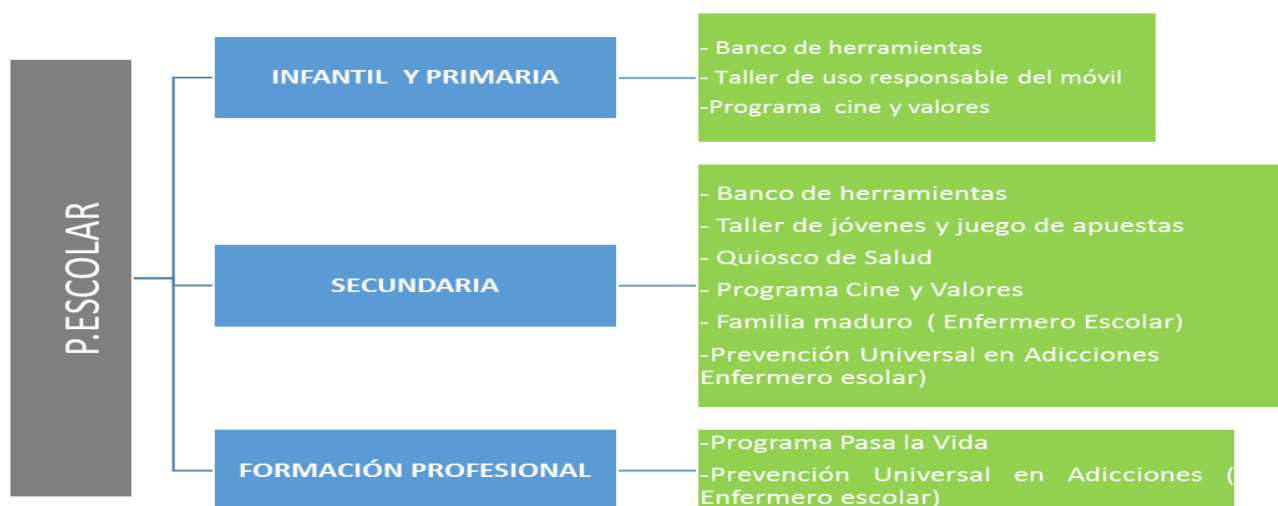 P.ESCOLAR
INFANTIL Y PRIMARIA
- Banco de herramientas
- Taller de uso responsable del móvil
-Programa cine y valores
SECUNDARIA
- Banco de herramientas
- Taller de jóvenes y juego de apuestas
- Quiosco de Salud
- Programa Cine y Valores
- Familia maduro ( Enfermero Escolar)
-Prevención Universal en Adicciones
Enfermero esolar)
FORMACIÓN PROFESIONAL
-Programa Pasa la Vida
-Prevención Universal en Adicciones (
Enfermero escolar)